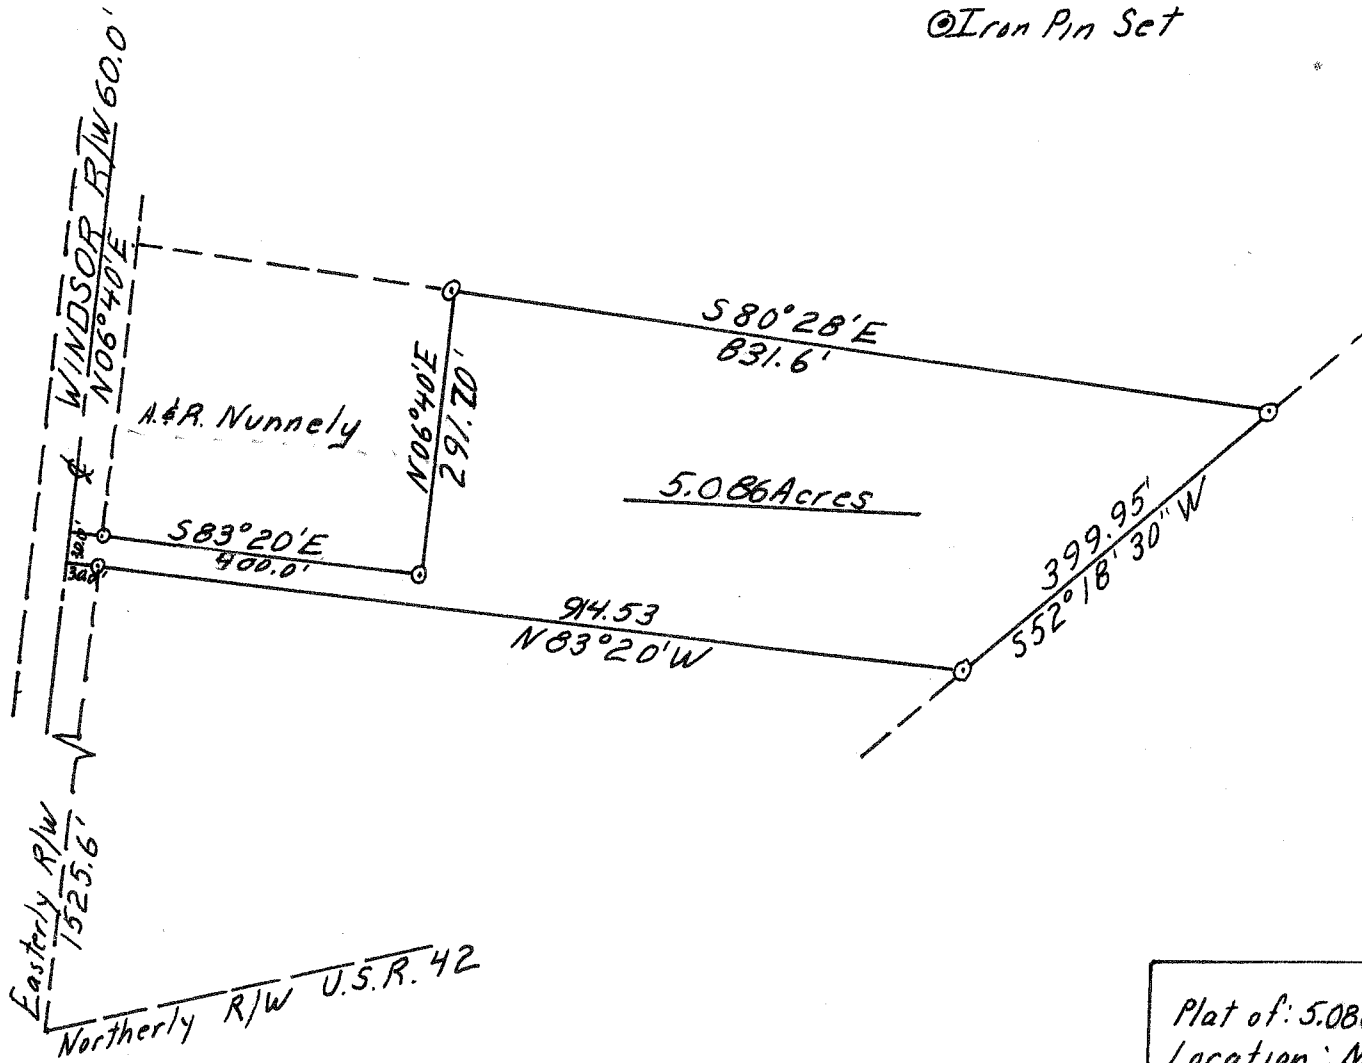 ⊙Iron Pin Set
WINDSOR R/W 60.0'
N06°40'E
S80°28'E
831.6'
A.&R. Nunnely
N06°40'E
291.70'
5.086 Acres
399.95'
S52°18'30"W
S83°20'E
400.0'
30.0'
30.0'
914.53
N83°20'W
Easterly R/W
1525.6'
Northerly R/W U.S.R. 42
Plat of: 5.08
Location: